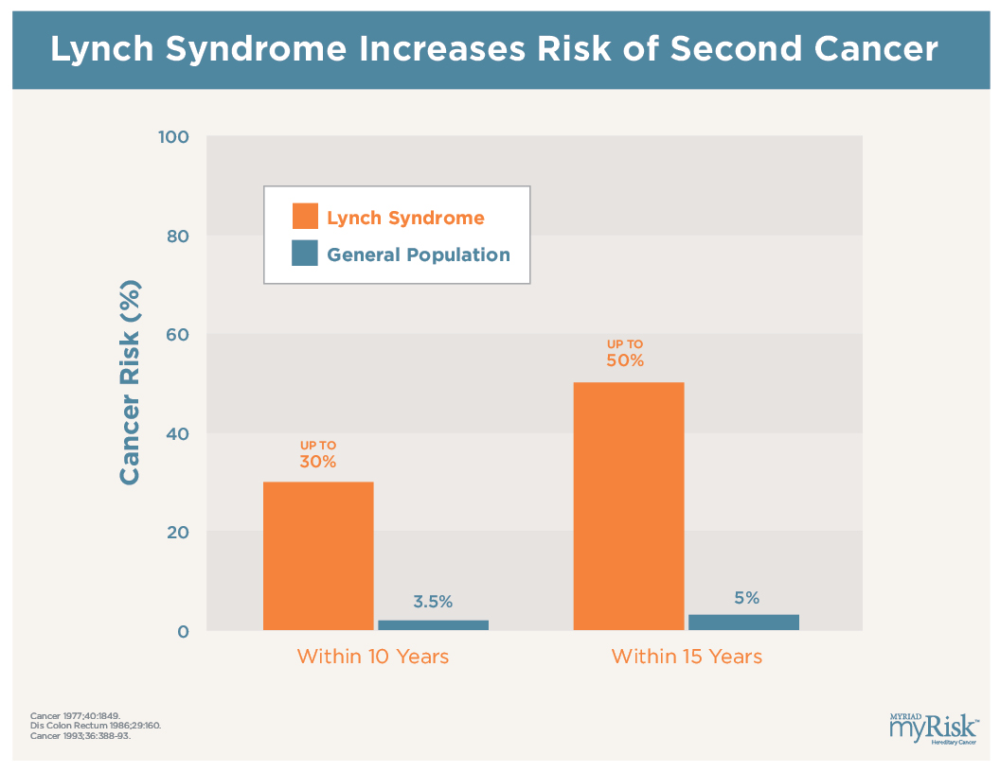 Lynch Syndrome Increases Risk of Second Cancer
100
80
60
40
20
0
Cancer Risk (%)
Lynch Syndrome
General Population
UP TO
30%
3.5%
UP TO
50%
5%
Within 10 Years
Within 15 Years
Cancer 1977;40:1849.
Dis Colon Rectum 1986;29:160.
Cancer 1993;36:388-93.
MYRIAD
myRisk™
Hereditary Cancer